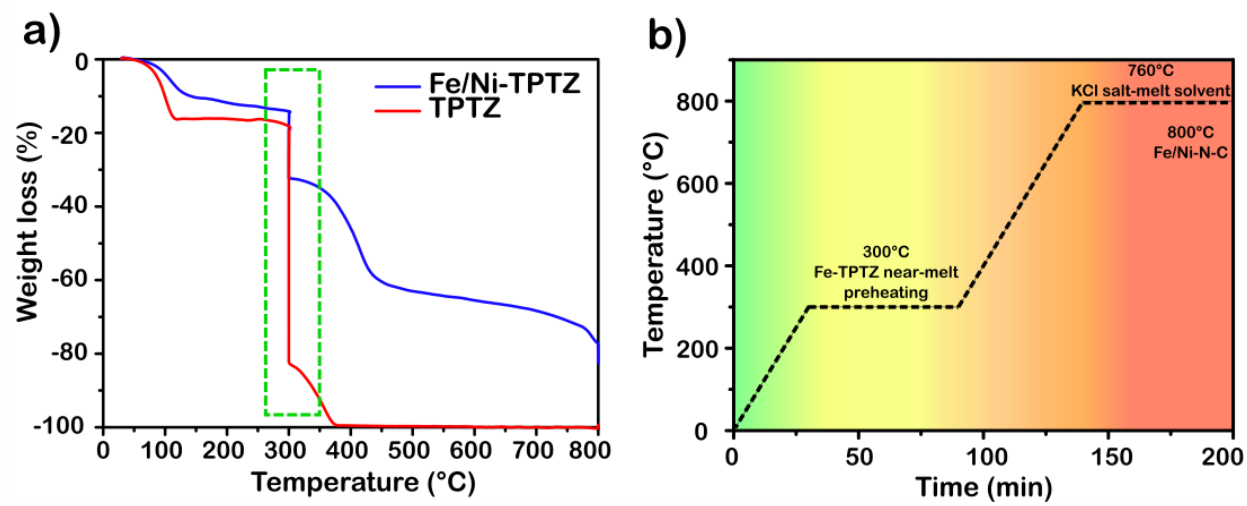 a)
0
-20
-40
-60
-80
-100
Weight loss (%)
Fe/Ni-TPTZ
TPTZ
0 100 200 300 400 500 600 700 800
Temperature (°C)
b)
800
600
400
200
0
Temperature (°C)
760°C
KCl salt-melt solvent
800°C
Fe/Ni-N-C
300°C
Fe-TPTZ near-melt
preheating
0 50 100 150 200
Time (min)